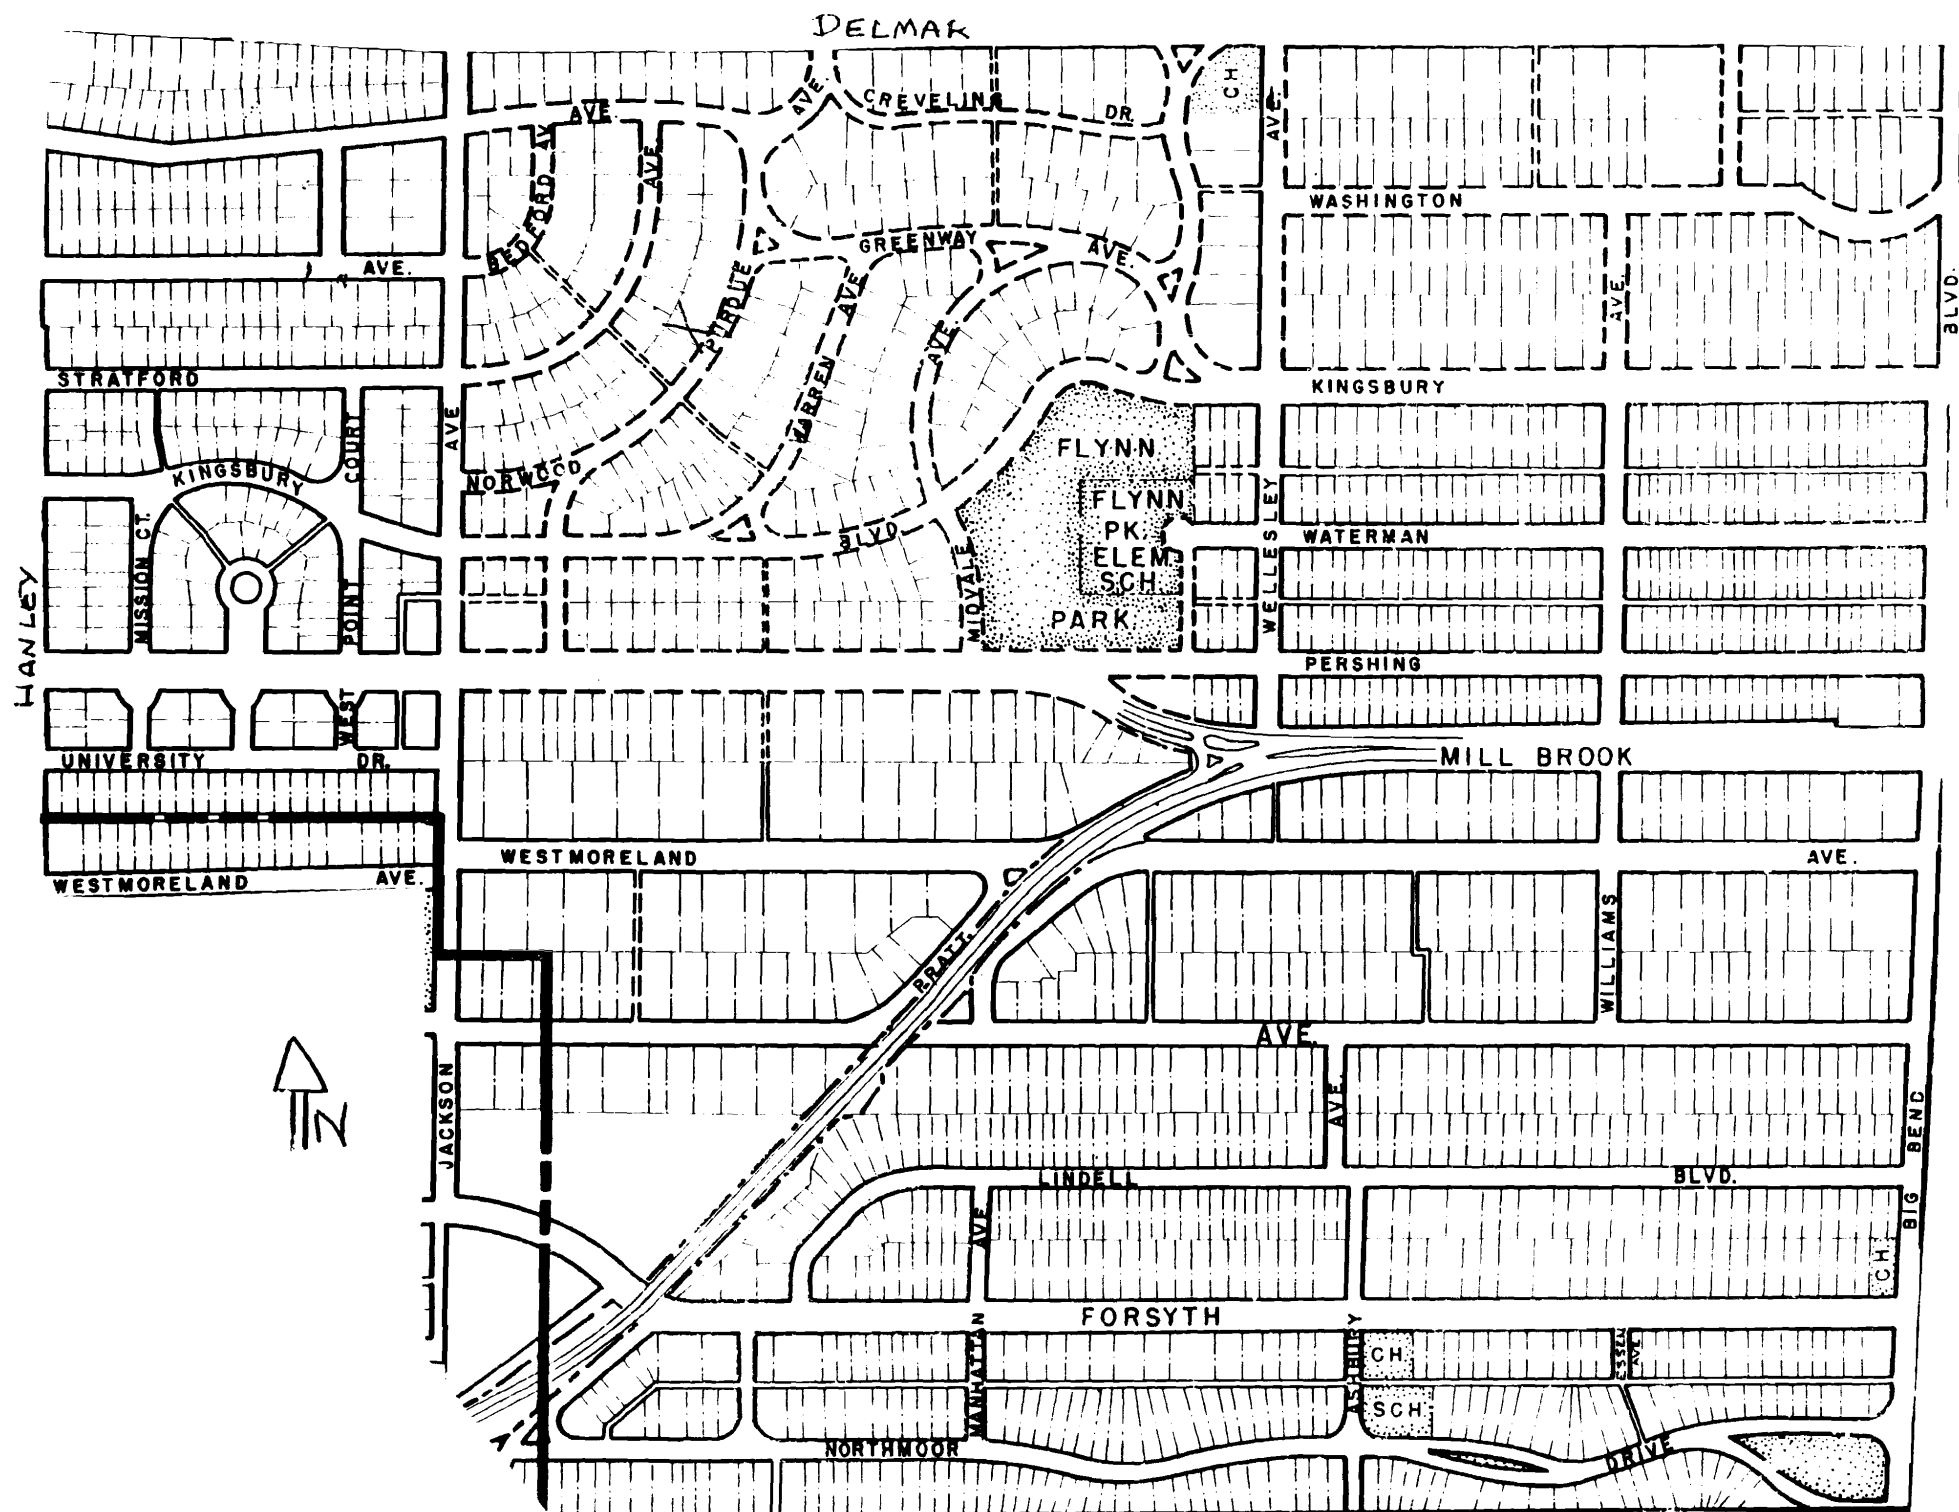 DELMAR
CREVELING
DR.
AVE.
AVE.
CH
AVE.
BEDFORD AV.
AVE.
WASHINGTON
GREENWAY
AVE.
AVE.
PURDUE
AVE
WARREN
AVE.
AVE.
BLVD.
STRATFORD
KINGSBURY
COURT
AVE
KINGSBURY
NORWOOD
FLYNN
FLYNN
PK.
ELEM.
SCH.
PARK
BLVD
MIDVALE
WELLESLEY
WATERMAN
HANLEY
MISSION CT.
POINT
WEST
PERSHING
UNIVERSITY
DR.
MILL BROOK
WESTMORELAND
AVE.
WESTMORELAND
AVE.
PRATT.
WILLIAMS
AVE.
N
JACKSON
AVE.
BIG BEND
LINDELL
BLVD.
AVE
CH
FORSYTH
MANHATTAN
ASHBURY
CH
SCH
ESSEX AVE
NORTHMOOR
DRIVE